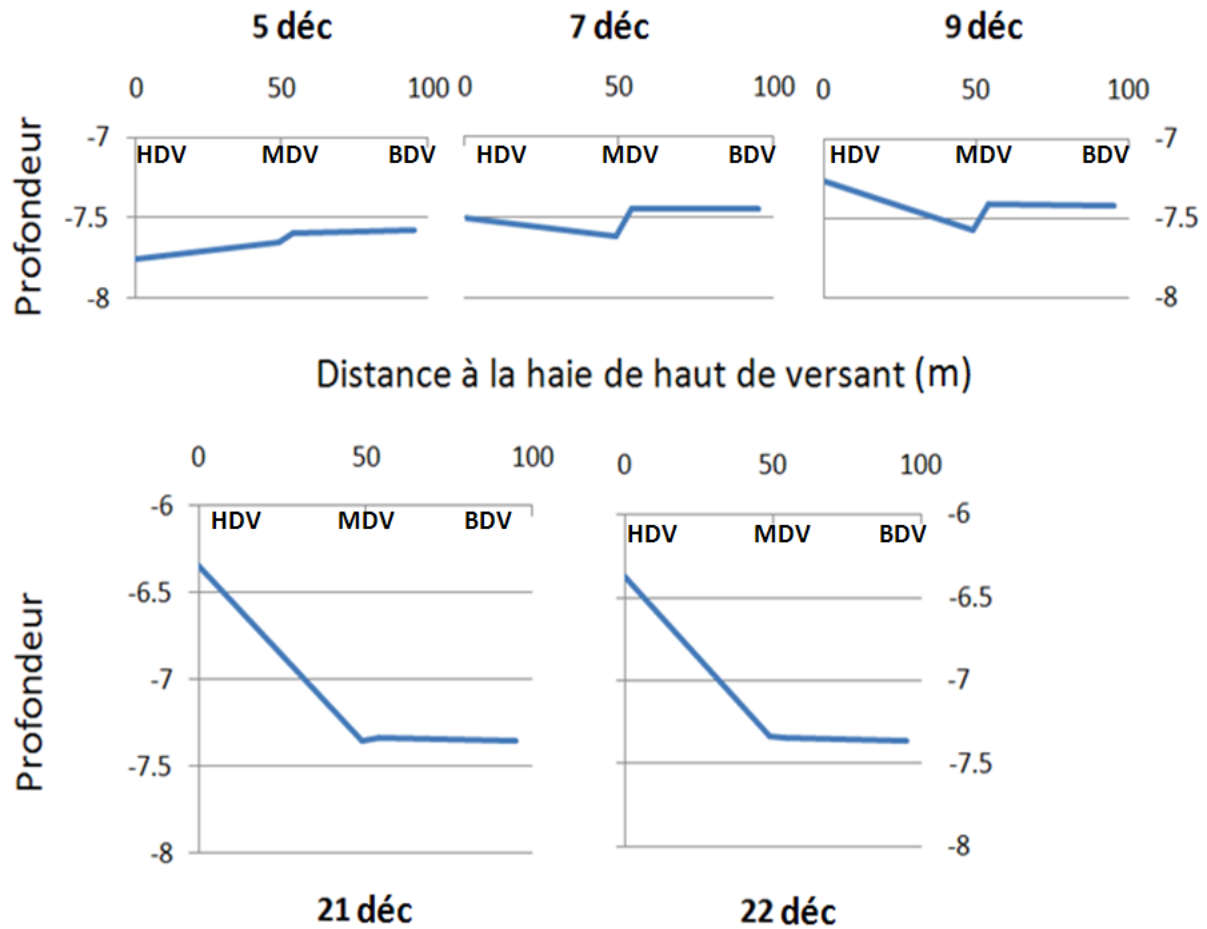 5 déc 7 déc 9 déc
0 50 100 0 50 100 0 50 100
-7 HDV MDV BDV HDV MDV BDV HDV MDV BDV -7
-7.5 -7.5
-8 -8
Profondeur
Distance à la haie de haut de versant (m)
0 50 100 0 50 100
-6 HDV MDV BDV HDV MDV BDV -6
-6.5 -6.5
-7 -7
-7.5 -7.5
-8 -8
Profondeur
21 déc 22 déc